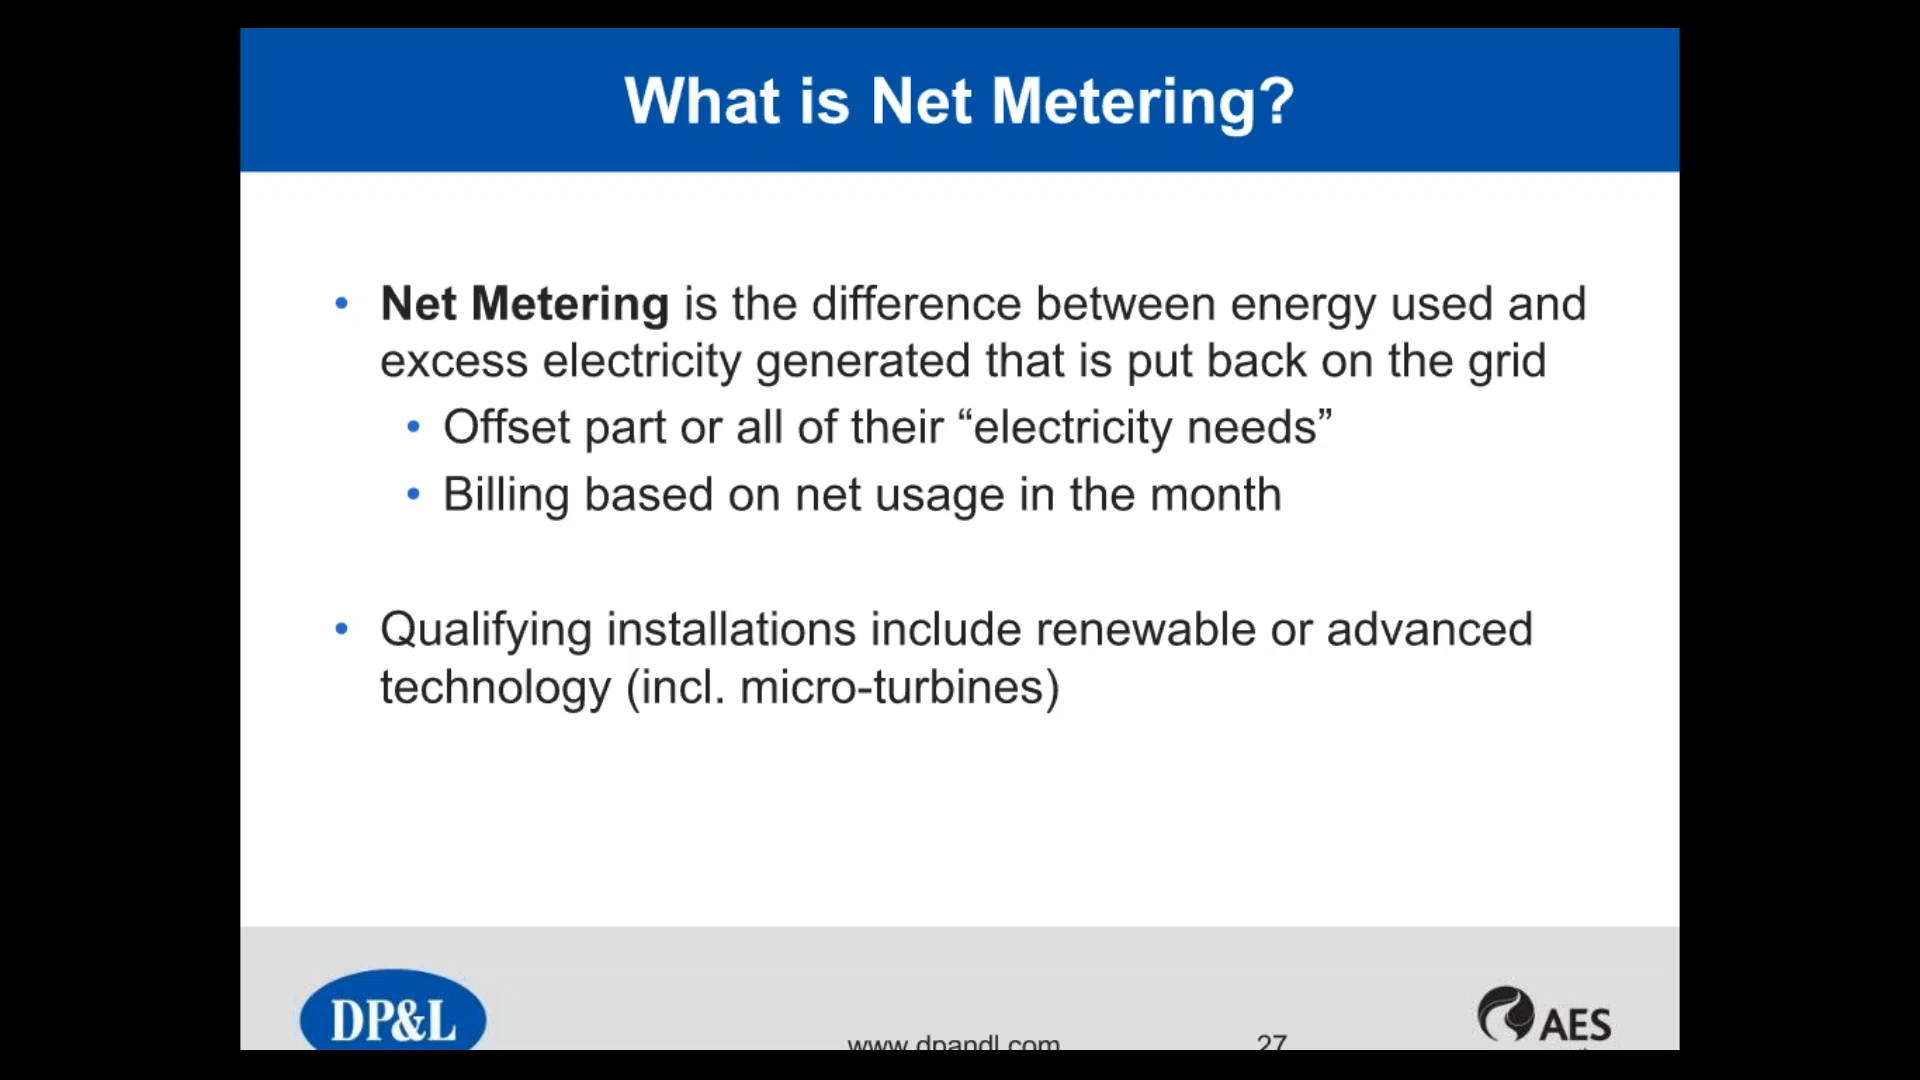 What is Net Metering?
• Net Metering is the difference between energy used and
excess electricity generated that is put back on the grid
• Offset part or all of their “electricity needs”
• Billing based on net usage in the month
• Qualifying installations include renewable or advanced
technology (incl. micro-turbines)
DP&L
www.dpandl.com
27
AES